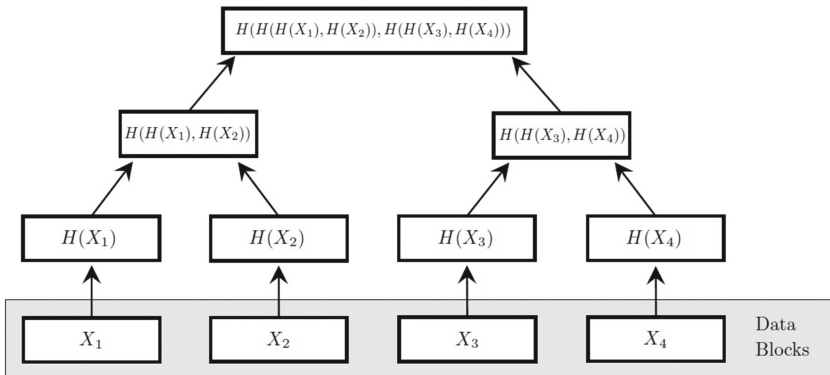 H(H(H(X₁), H(X₂)), H(H(X₃), H(X₄)))
H(H(X₁), H(X₂))
H(H(X₃), H(X₄))
H(X₁)
H(X₂)
H(X₃)
H(X₄)
X₁
X₂
X₃
X₄
Data
Blocks